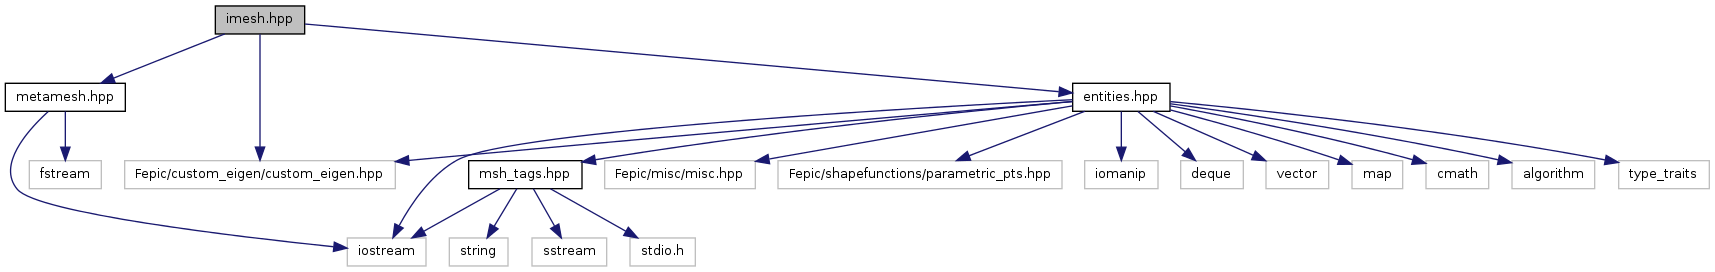 imesh.hpp
metamesh.hpp
entities.hpp
fstream
Fepic/custom_eigen/custom_eigen.hpp
msh_tags.hpp
Fepic/misc/misc.hpp
Fepic/shapefunctions/parametric_pts.hpp
iomanip
deque
vector
map
cmath
algorithm
type_traits
iostream
string
sstream
stdio.h